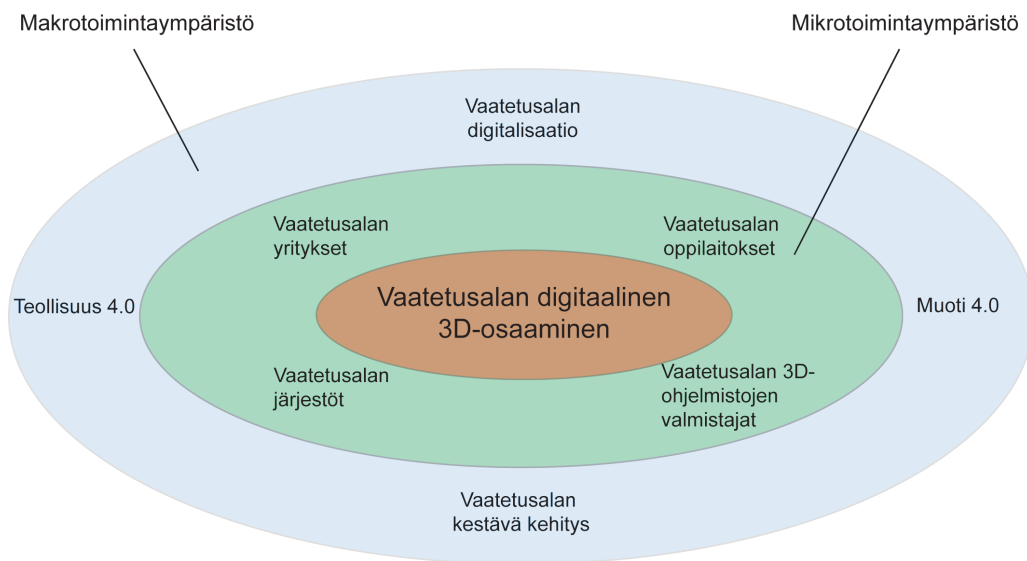 Makrotoimintaympäristö
Mikrotoimintaympäristö
Vaatetusalan
digitalisaatio
Vaatetusalan
yritykset
Vaatetusalan
oppilaitokset
Teollisuus 4.0
Vaatetusalan digitaalinen
3D-osaaminen
Muoti 4.0
Vaatetusalan
järjestöt
Vaatetusalan 3D-
ohjelmistojen
valmistajat
Vaatetusalan
kestävä kehitys